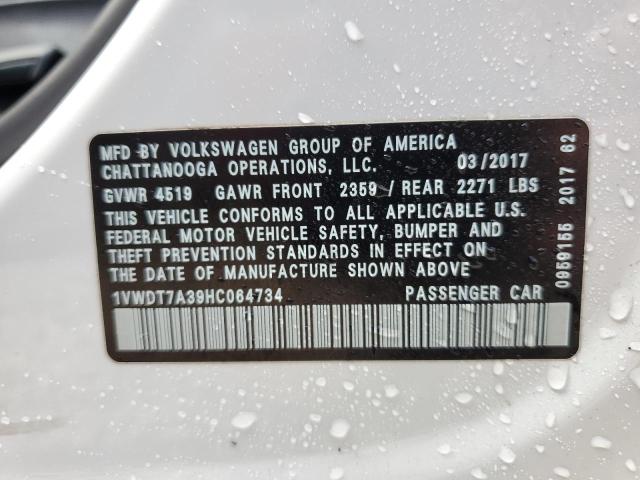 MFD BY VOLKSWAGEN GROUP OF AMERICA
CHATTANOOGA OPERATIONS, LLC. 03/2017
GVWR 4519 GAWR FRONT 2359 / REAR 2271 LBS
THIS VEHICLE CONFORMS TO ALL APPLICABLE U.S.
FEDERAL MOTOR VEHICLE SAFETY, BUMPER AND
THEFT PREVENTION STANDARDS IN EFFECT ON
THE DATE OF MANUFACTURE SHOWN ABOVE
1VWDT7A39HC064734 PASSENGER CAR
0959155 2017 62